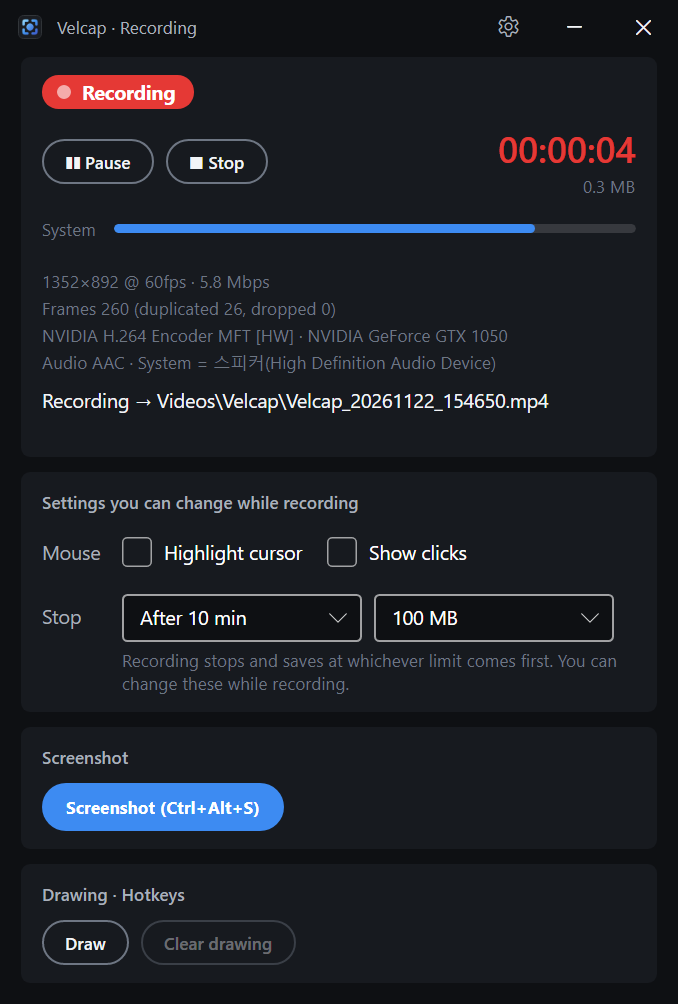 Velcap · Recording
Recording
Pause
Stop
00:00:04
0.3 MB
System
1352×892 @ 60fps · 5.8 Mbps
Frames 260 (duplicated 26, dropped 0)
NVIDIA H.264 Encoder MFT [HW] · NVIDIA GeForce GTX 1050
Audio AAC · System = 스피커(High Definition Audio Device)
Recording → Videos\Velcap\Velcap_20261122_154650.mp4
Settings you can change while recording
Mouse
Highlight cursor
Show clicks
Stop
After 10 min
100 MB
Recording stops and saves at whichever limit comes first. You can
change these while recording.
Screenshot
Screenshot (Ctrl+Alt+S)
Drawing · Hotkeys
Draw
Clear drawing